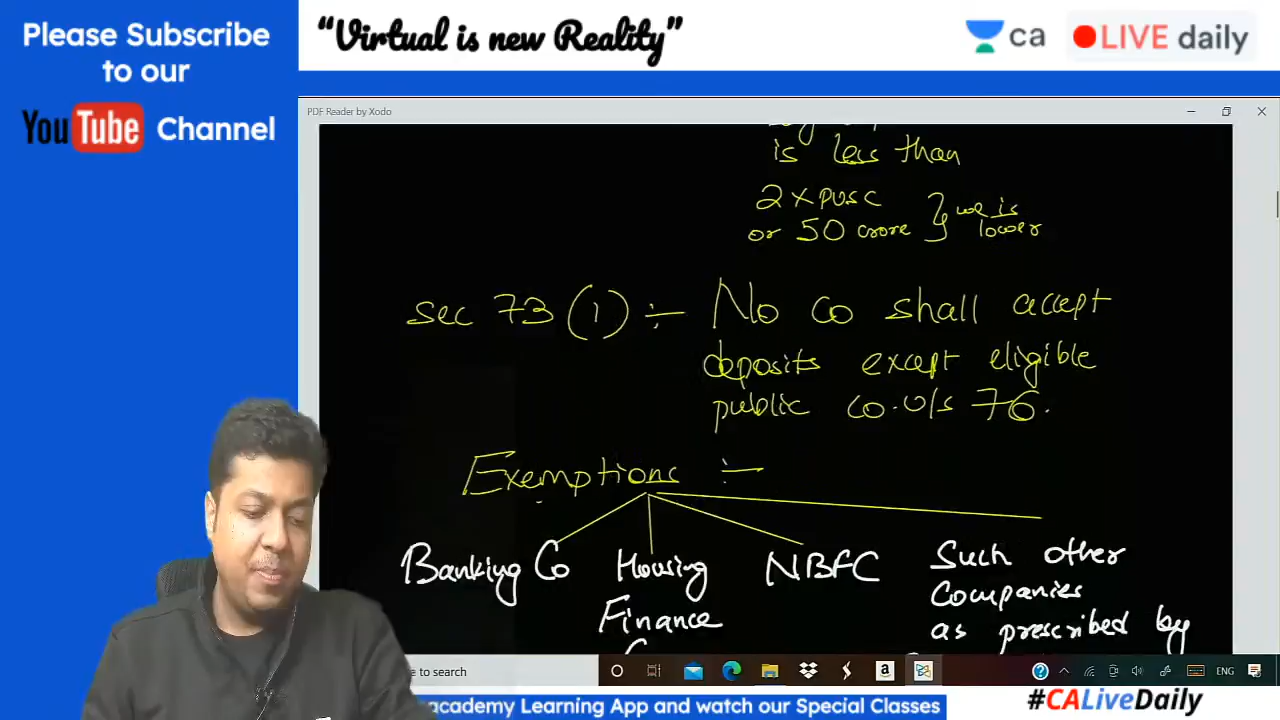 Please Subscribe
to our
YouTube Channel
"Virtual is new Reality"
ca
LIVE daily
PDF Reader by Xodo
is less than
2 x PUSC
or 50 crore } we is
lower
sec 73 (1) :- No co shall accept
deposits except eligible
public co. u/s 76.
Exemptions :-
Banking Co
Housing
Finance
NBFC
Such other
Companies
as prescribed by
e to search
ENG
academy Learning App and watch our Special Classes
#CALiveDaily